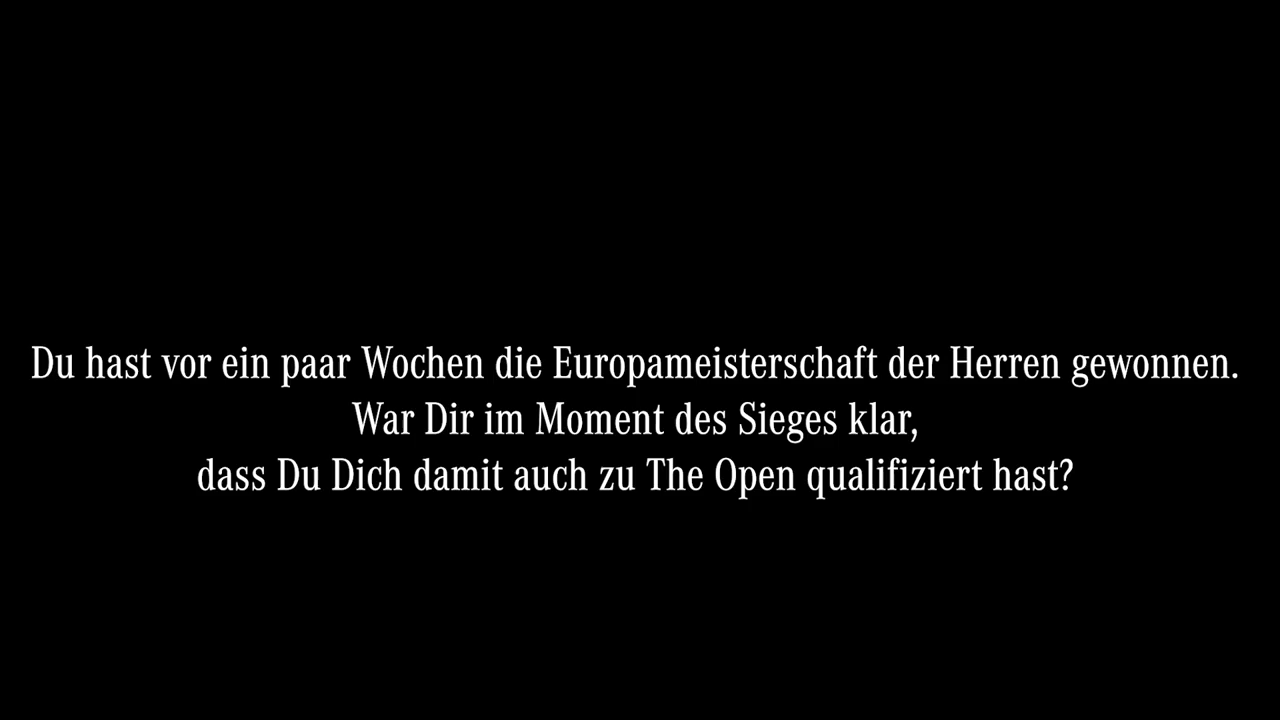 Du hast vor ein paar Wochen die Europameisterschaft der Herren gewonnen.
War Dir im Moment des Sieges klar,
dass Du Dich damit auch zu The Open qualifiziert hast?